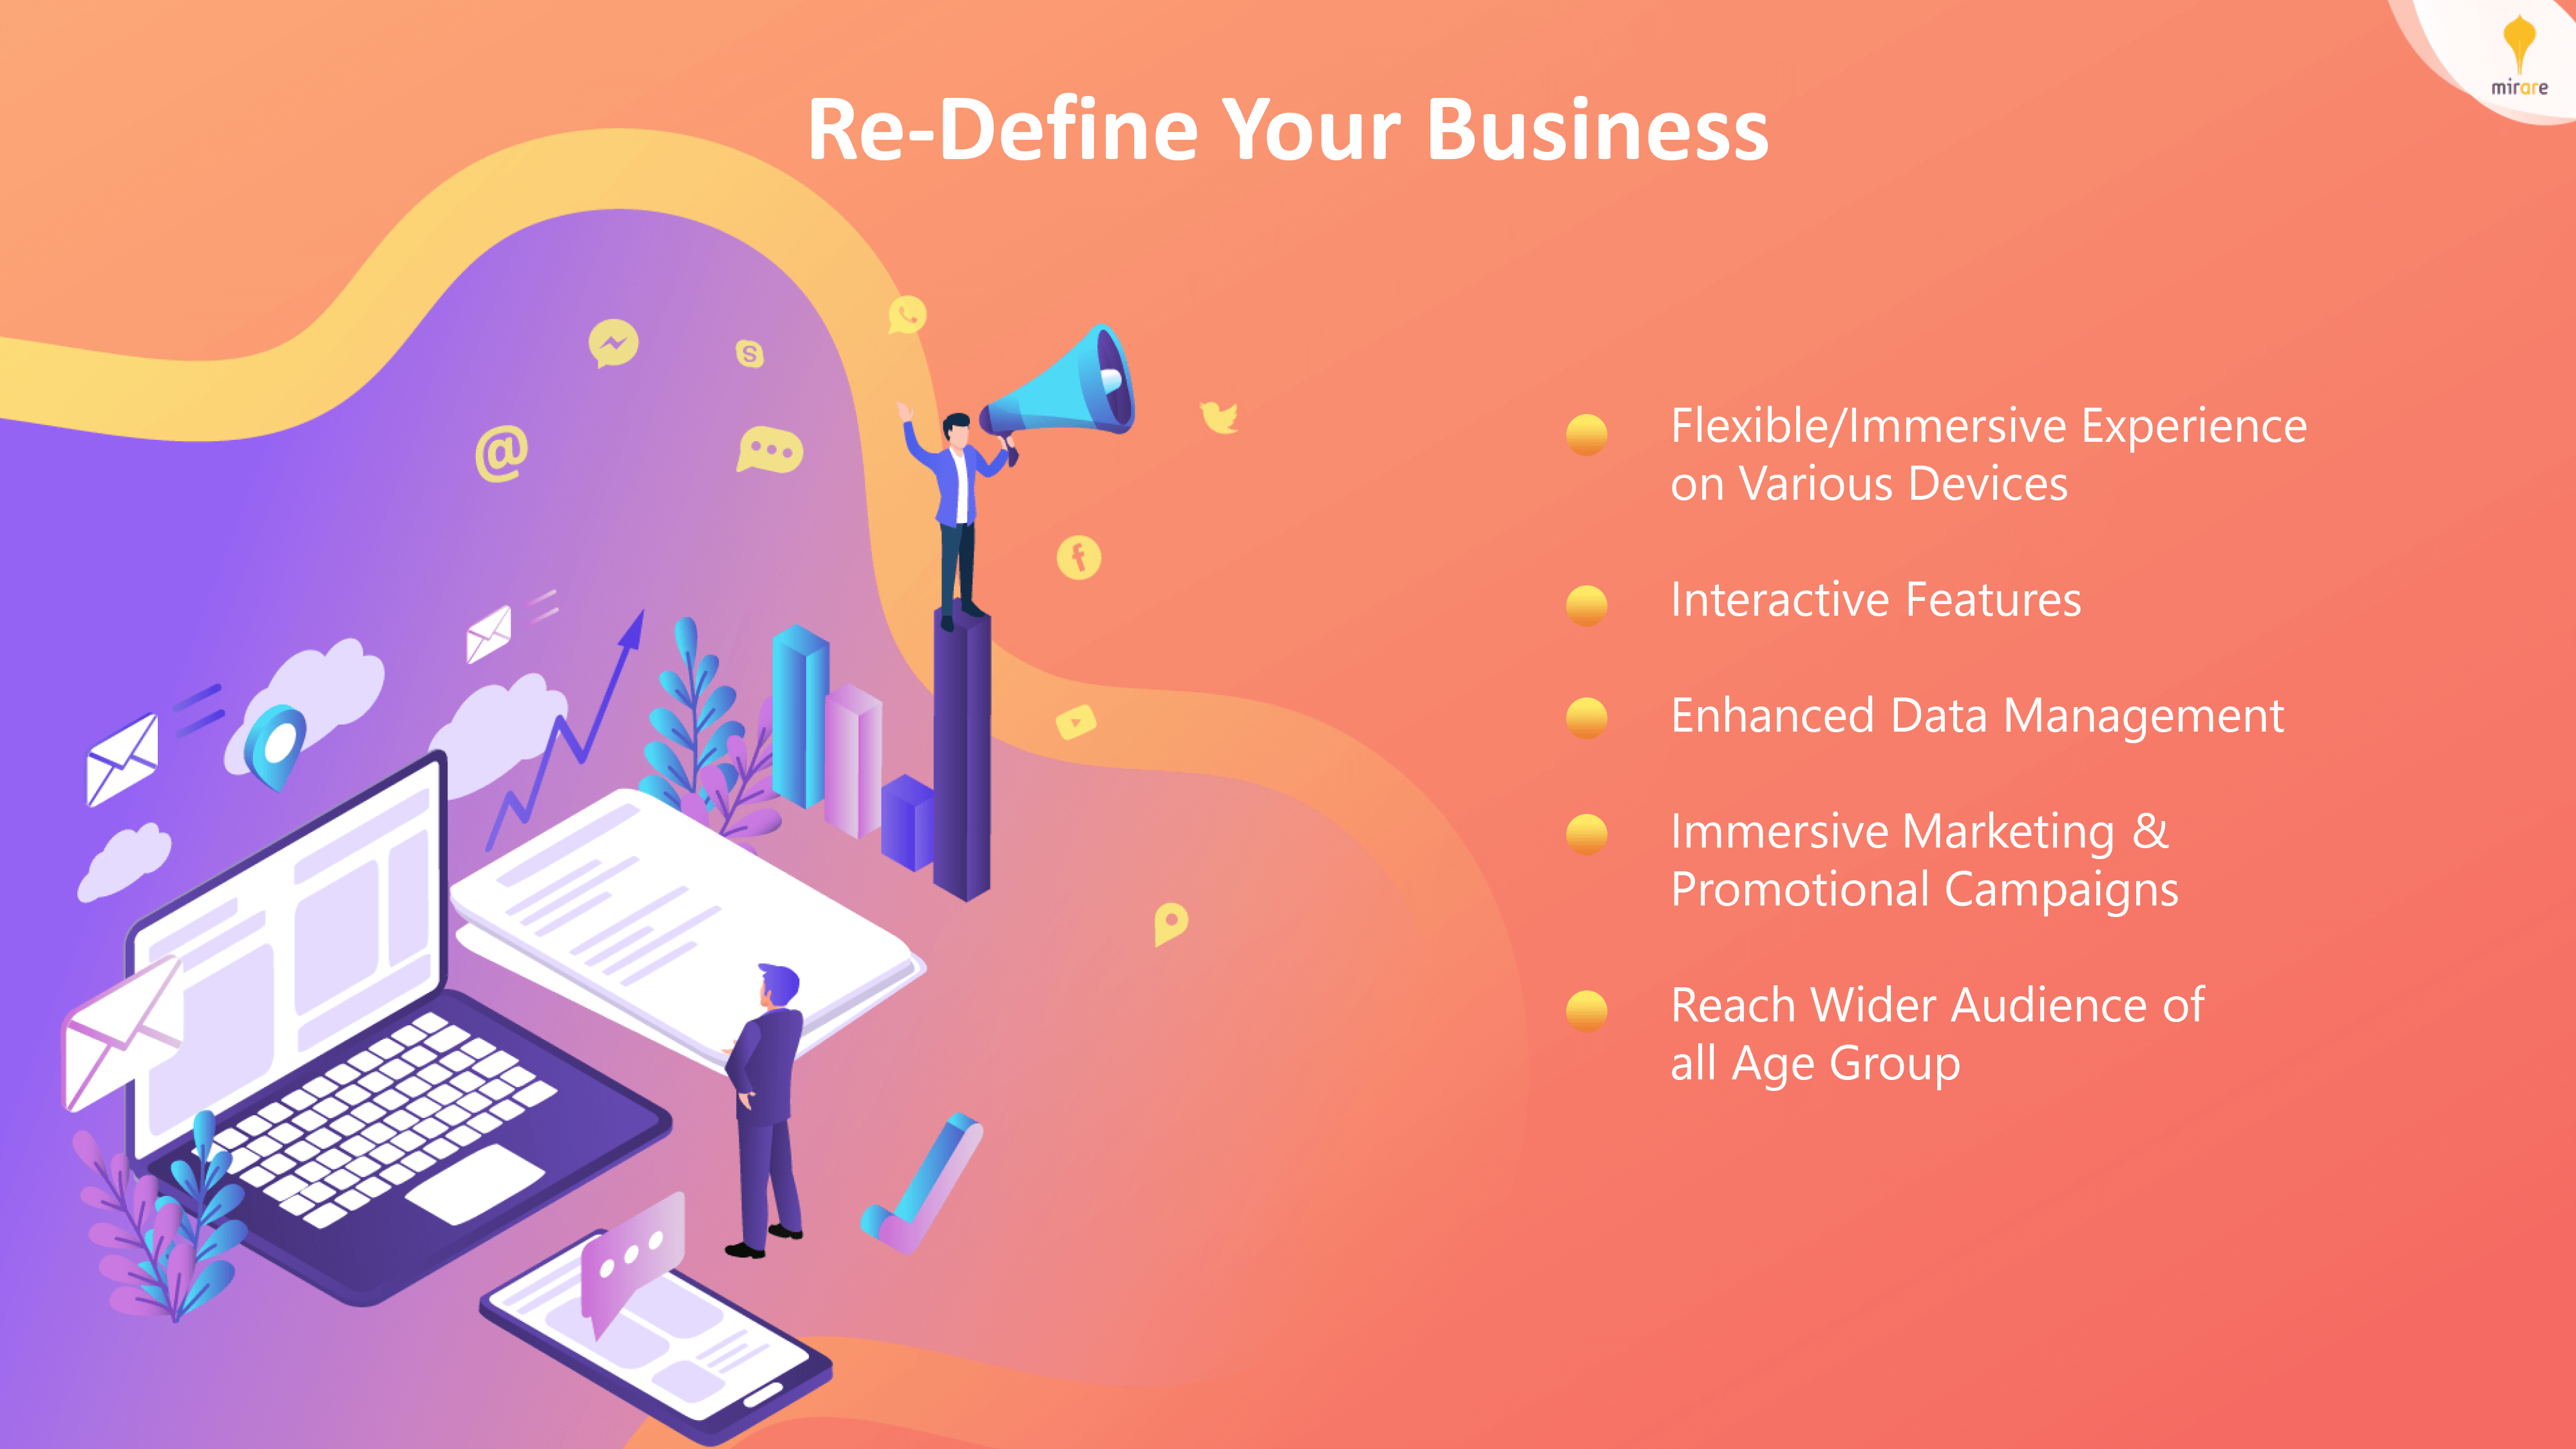 mirare
Re-Define Your Business
Flexible/Immersive Experience
on Various Devices
Interactive Features
Enhanced Data Management
Immersive Marketing &
Promotional Campaigns
Reach Wider Audience of
all Age Group